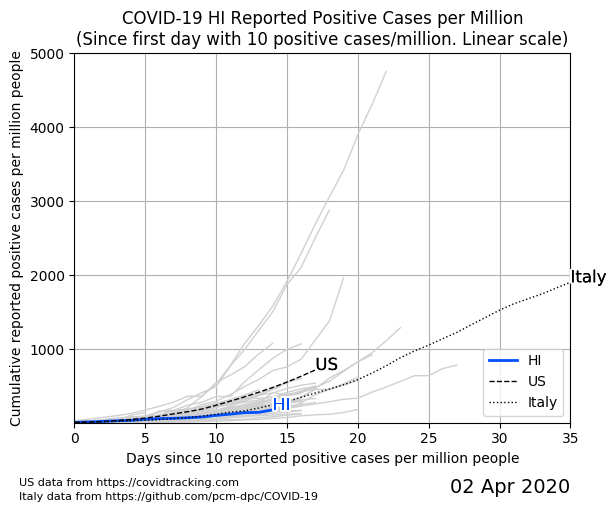 COVID-19 HI Reported Positive Cases per Million
(Since first day with 10 positive cases/million. Linear scale)
Cumulative reported positive cases per million people
5000
4000
3000
2000
1000
Italy
US
HI
HI
US
Italy
0
5
10
15
20
25
30
35
Days since 10 reported positive cases per million people
US data from https://covidtracking.com
Italy data from https://github.com/pcm-dpc/COVID-19
02 Apr 2020